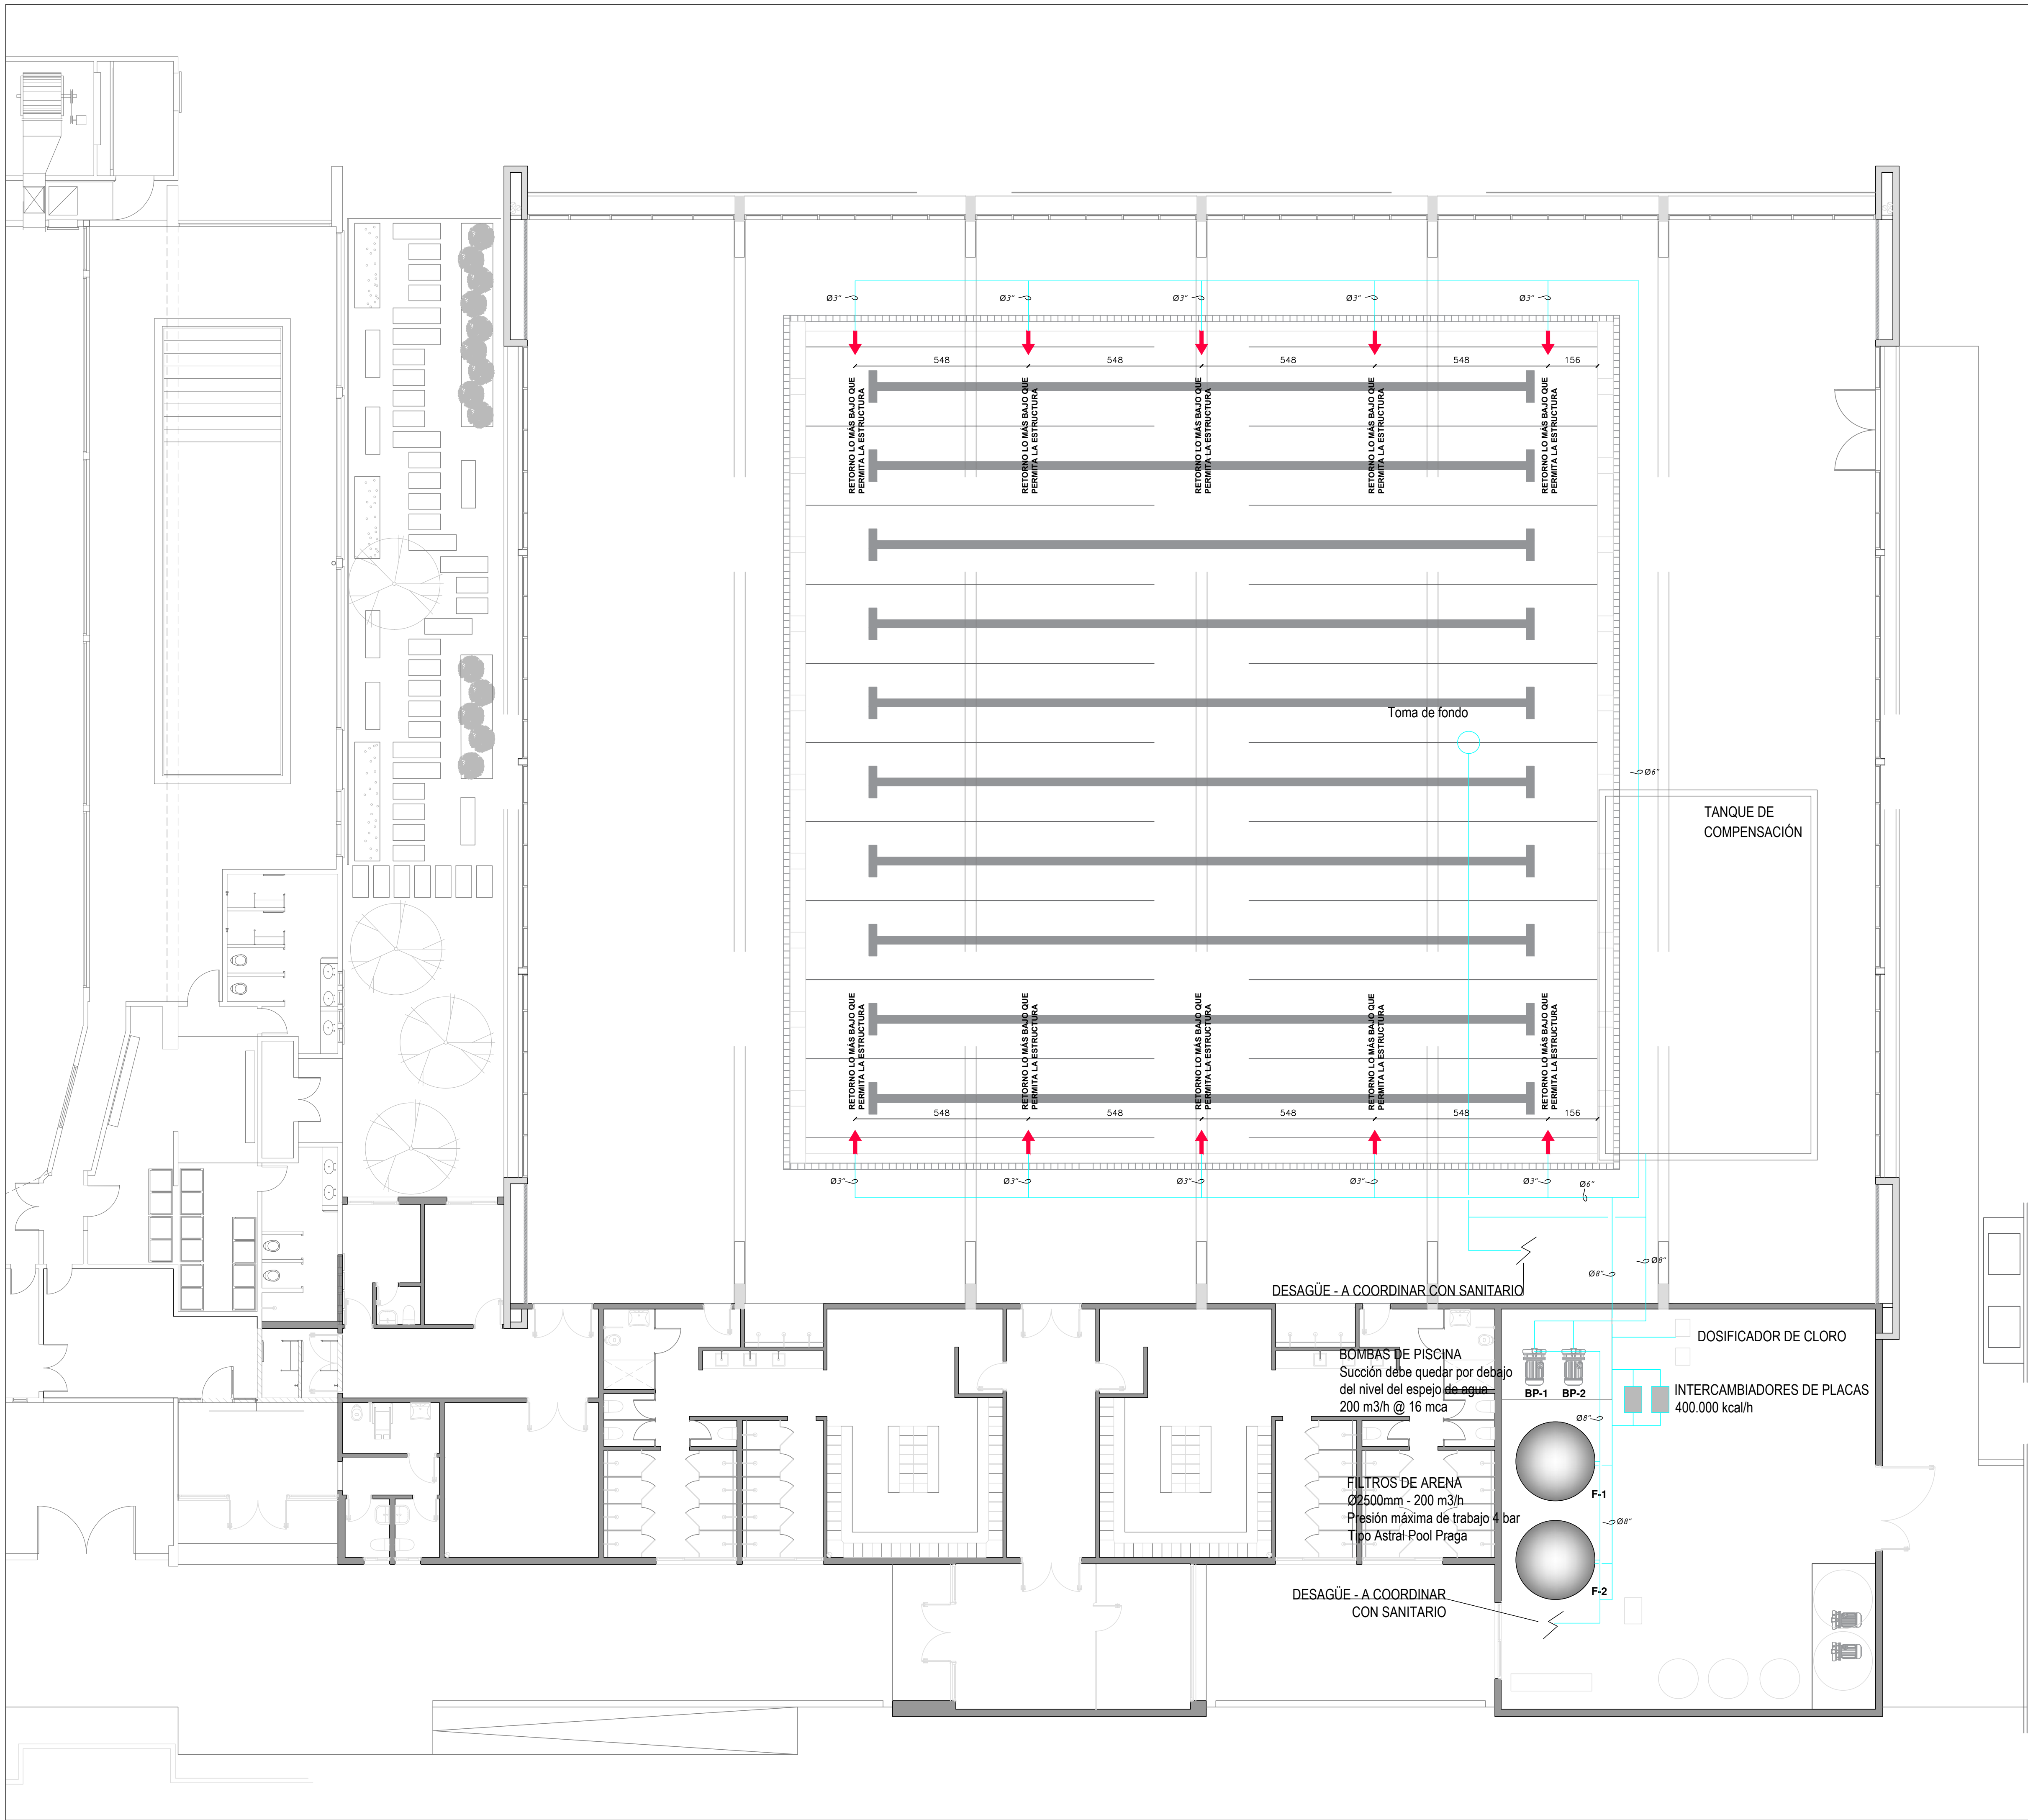 Ø3"
Ø3"
Ø3"
Ø3"
Ø3"
548
548
548
548
156
RETORNO LO MÁS BAJO QUE
PERMITA LA ESTRUCTURA
RETORNO LO MÁS BAJO QUE
PERMITA LA ESTRUCTURA
RETORNO LO MÁS BAJO QUE
PERMITA LA ESTRUCTURA
RETORNO LO MÁS BAJO QUE
PERMITA LA ESTRUCTURA
RETORNO LO MÁS BAJO QUE
PERMITA LA ESTRUCTURA
Toma de fondo
Ø6"
TANQUE DE
COMPENSACIÓN
RETORNO LO MÁS BAJO QUE
PERMITA LA ESTRUCTURA
RETORNO LO MÁS BAJO QUE
PERMITA LA ESTRUCTURA
RETORNO LO MÁS BAJO QUE
PERMITA LA ESTRUCTURA
RETORNO LO MÁS BAJO QUE
PERMITA LA ESTRUCTURA
RETORNO LO MÁS BAJO QUE
PERMITA LA ESTRUCTURA
548
548
548
548
156
Ø3"
Ø3"
Ø3"
Ø3"
Ø3"
Ø6"
Ø8"
Ø8"
DESAGÜE - A COORDINAR CON SANITARIO
DOSIFICADOR DE CLORO
BOMBAS DE PISCINA
Succión debe quedar por debajo
del nivel del espejo de agua
200 m3/h @ 16 mca
BP-1
BP-2
INTERCAMBIADORES DE PLACAS
400.000 kcal/h
Ø8"
FILTROS DE ARENA
Ø2500mm - 200 m3/h
Presión máxima de trabajo 4 bar
Tipo Astral Pool Praga
F-1
Ø8"
F-2
DESAGÜE - A COORDINAR
CON SANITARIO